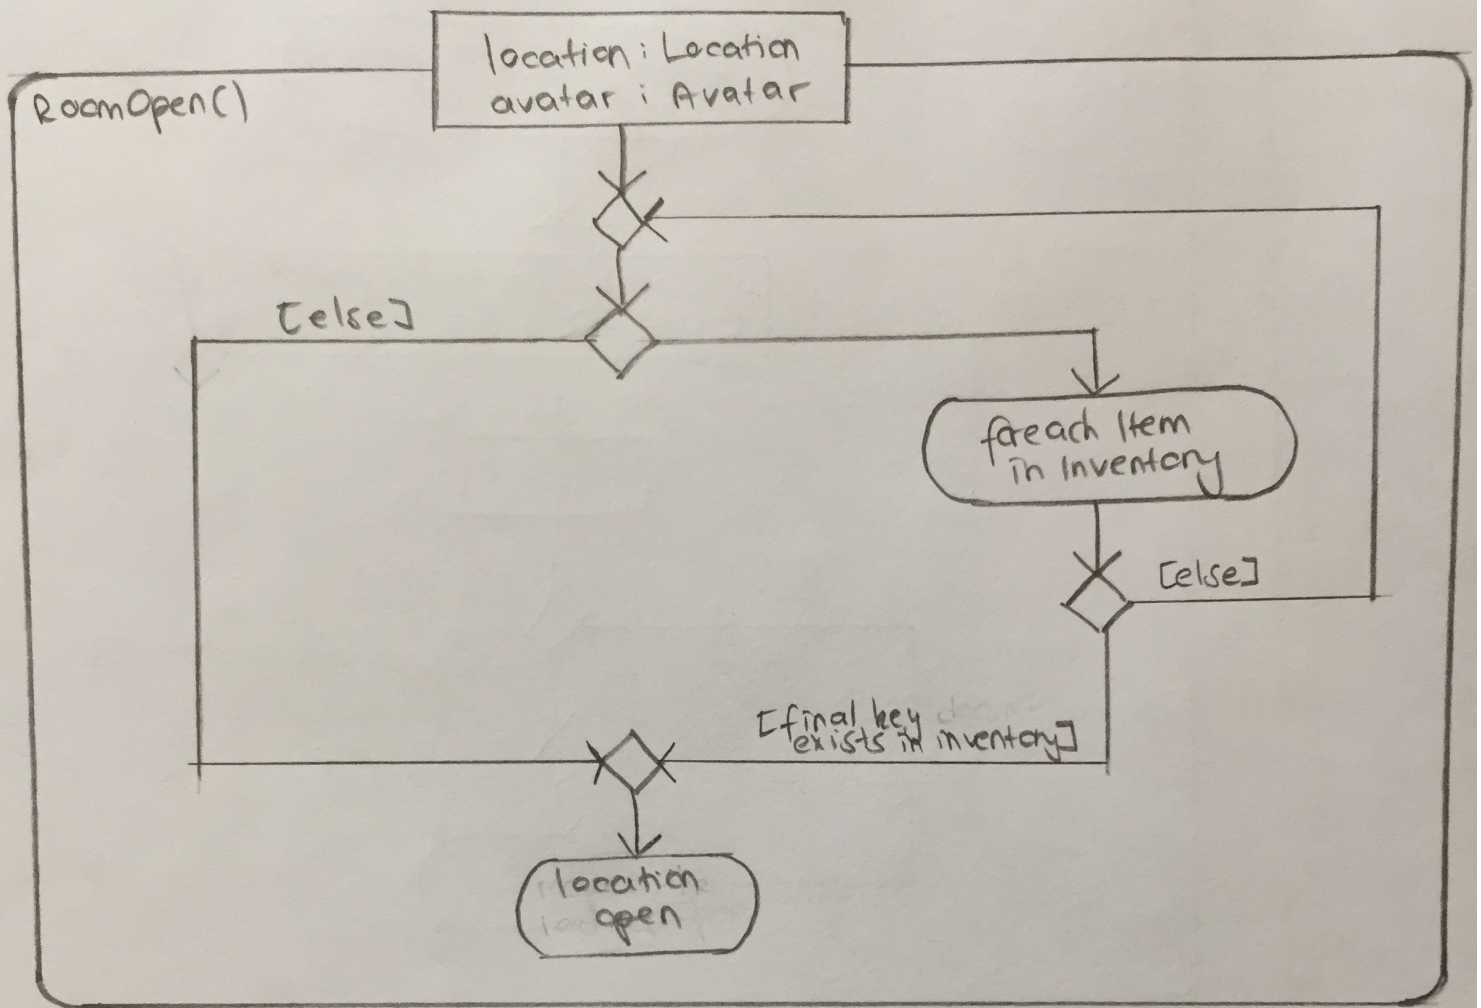 location : Location
avatar : Avatar
RoomOpen()
[else]
foreach Item
in Inventory
[else]
[final key
exists in inventory]
location
open